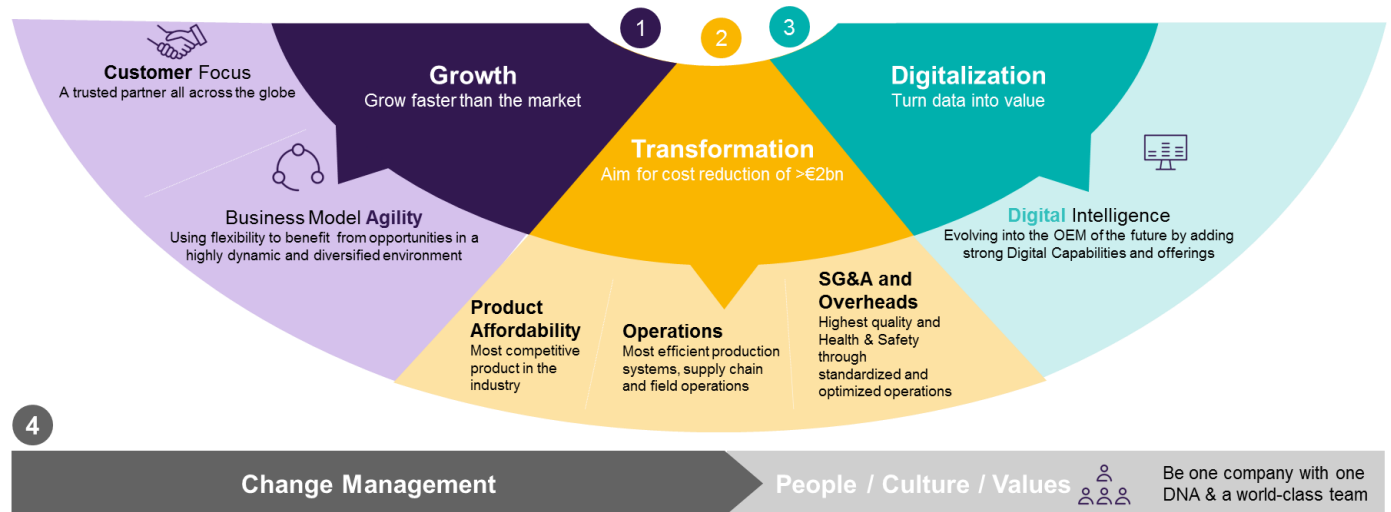 1
2
3
Customer Focus
A trusted partner all across the globe
Growth
Grow faster than the market
Business Model Agility
Using flexibility to benefit from opportunities in a
highly dynamic and diversified environment
Transformation
Aim for cost reduction of >€2bn
Product
Affordability
Most competitive
product in the
industry
Operations
Most efficient production
systems, supply chain
and field operations
SG&A and
Overheads
Highest quality and
Health & Safety
through
standardized and
optimized operations
Digitalization
Turn data into value
Digital Intelligence
Evolving into the OEM of the future by adding
strong Digital Capabilities and offerings
4
Change Management
People / Culture / Values
Be one company with one
DNA & a world-class team